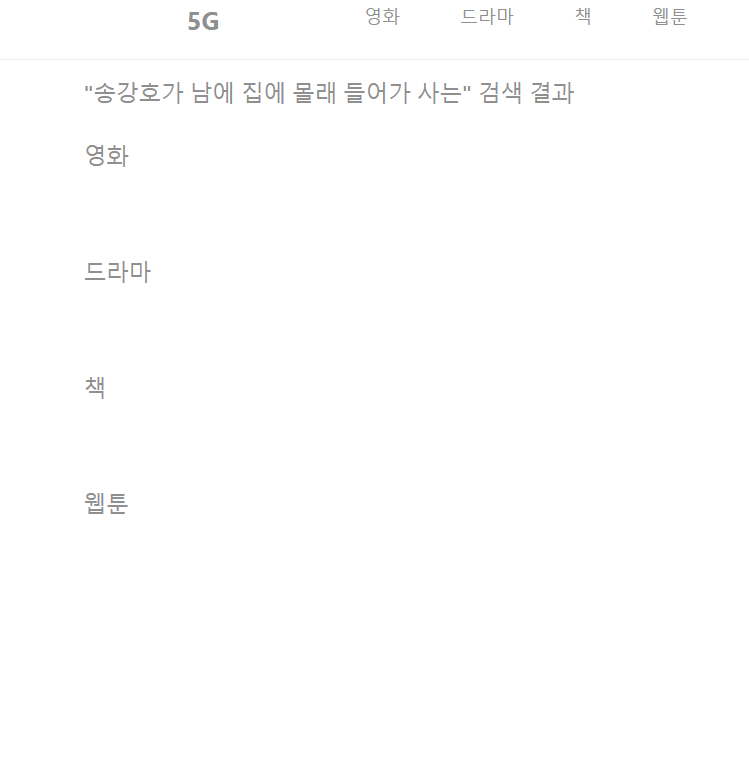 5G 영화 드라마 책 웹툰
"송강호가 남에 집에 몰래 틀어가 사는" 검색 결과
영화
드라마
책
웹툰